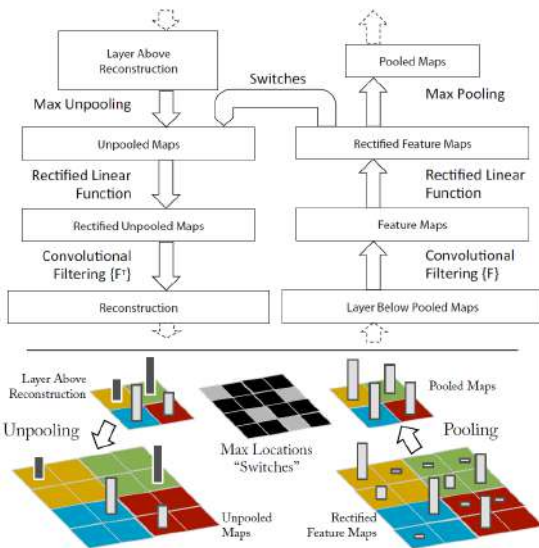 Layer Above
Reconstruction
Pooled Maps
Switches
Max Unpooling
Max Pooling
Unpooled Maps
Rectified Feature Maps
Rectified Linear
Function
Rectified Linear
Function
Rectified Unpooled Maps
Feature Maps
Convolutional
Filtering {Fᵀ}
Convolutional
Filtering {F}
Reconstruction
Layer Below Pooled Maps
Layer Above
Reconstruction
Pooled Maps
Unpooling
Max Locations
"Switches"
Pooling
Unpooled
Maps
Rectified
Feature Maps